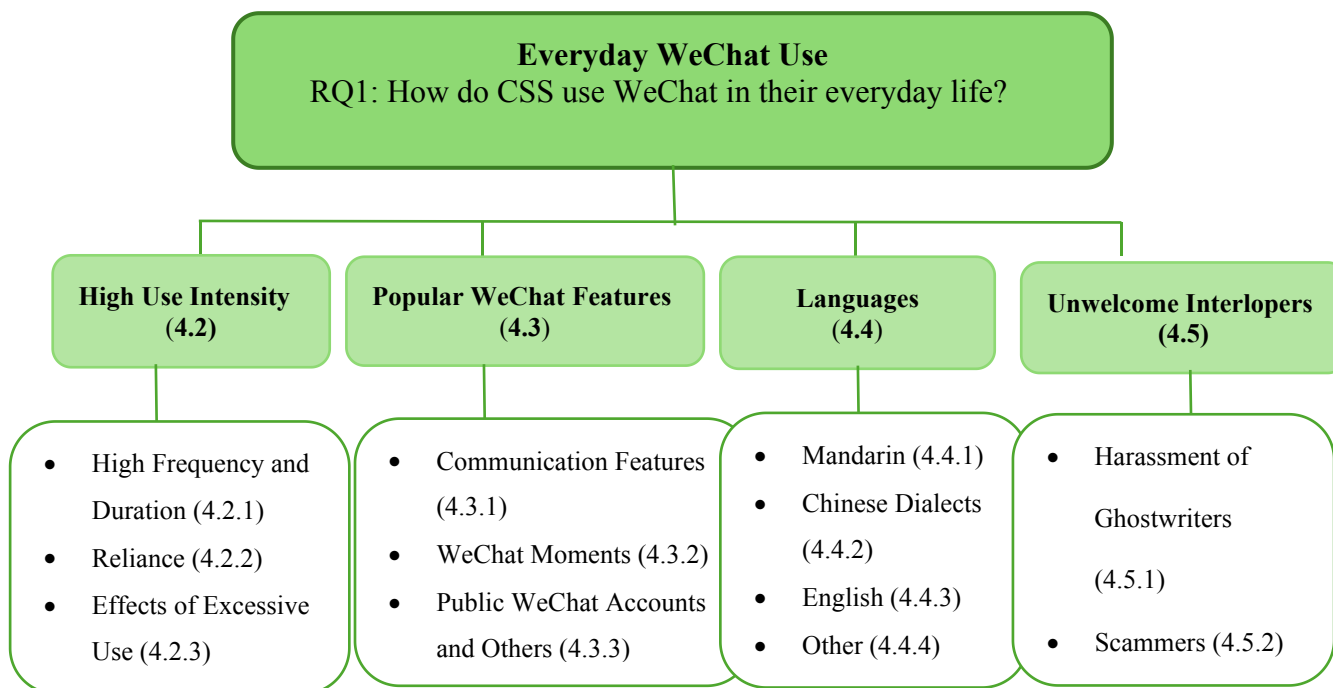 Everyday WeChat Use
RQ1: How do CSS use WeChat in their everyday life?
High Use Intensity
(4.2)
Popular WeChat Features
(4.3)
Languages
(4.4)
Unwelcome Interlopers
(4.5)
• High Frequency and
Duration (4.2.1)
• Reliance (4.2.2)
• Effects of Excessive
Use (4.2.3)
• Communication Features
(4.3.1)
• WeChat Moments (4.3.2)
• Public WeChat Accounts
and Others (4.3.3)
• Mandarin (4.4.1)
• Chinese Dialects
(4.4.2)
• English (4.4.3)
• Other (4.4.4)
• Harassment of
Ghostwriters
(4.5.1)
• Scammers (4.5.2)